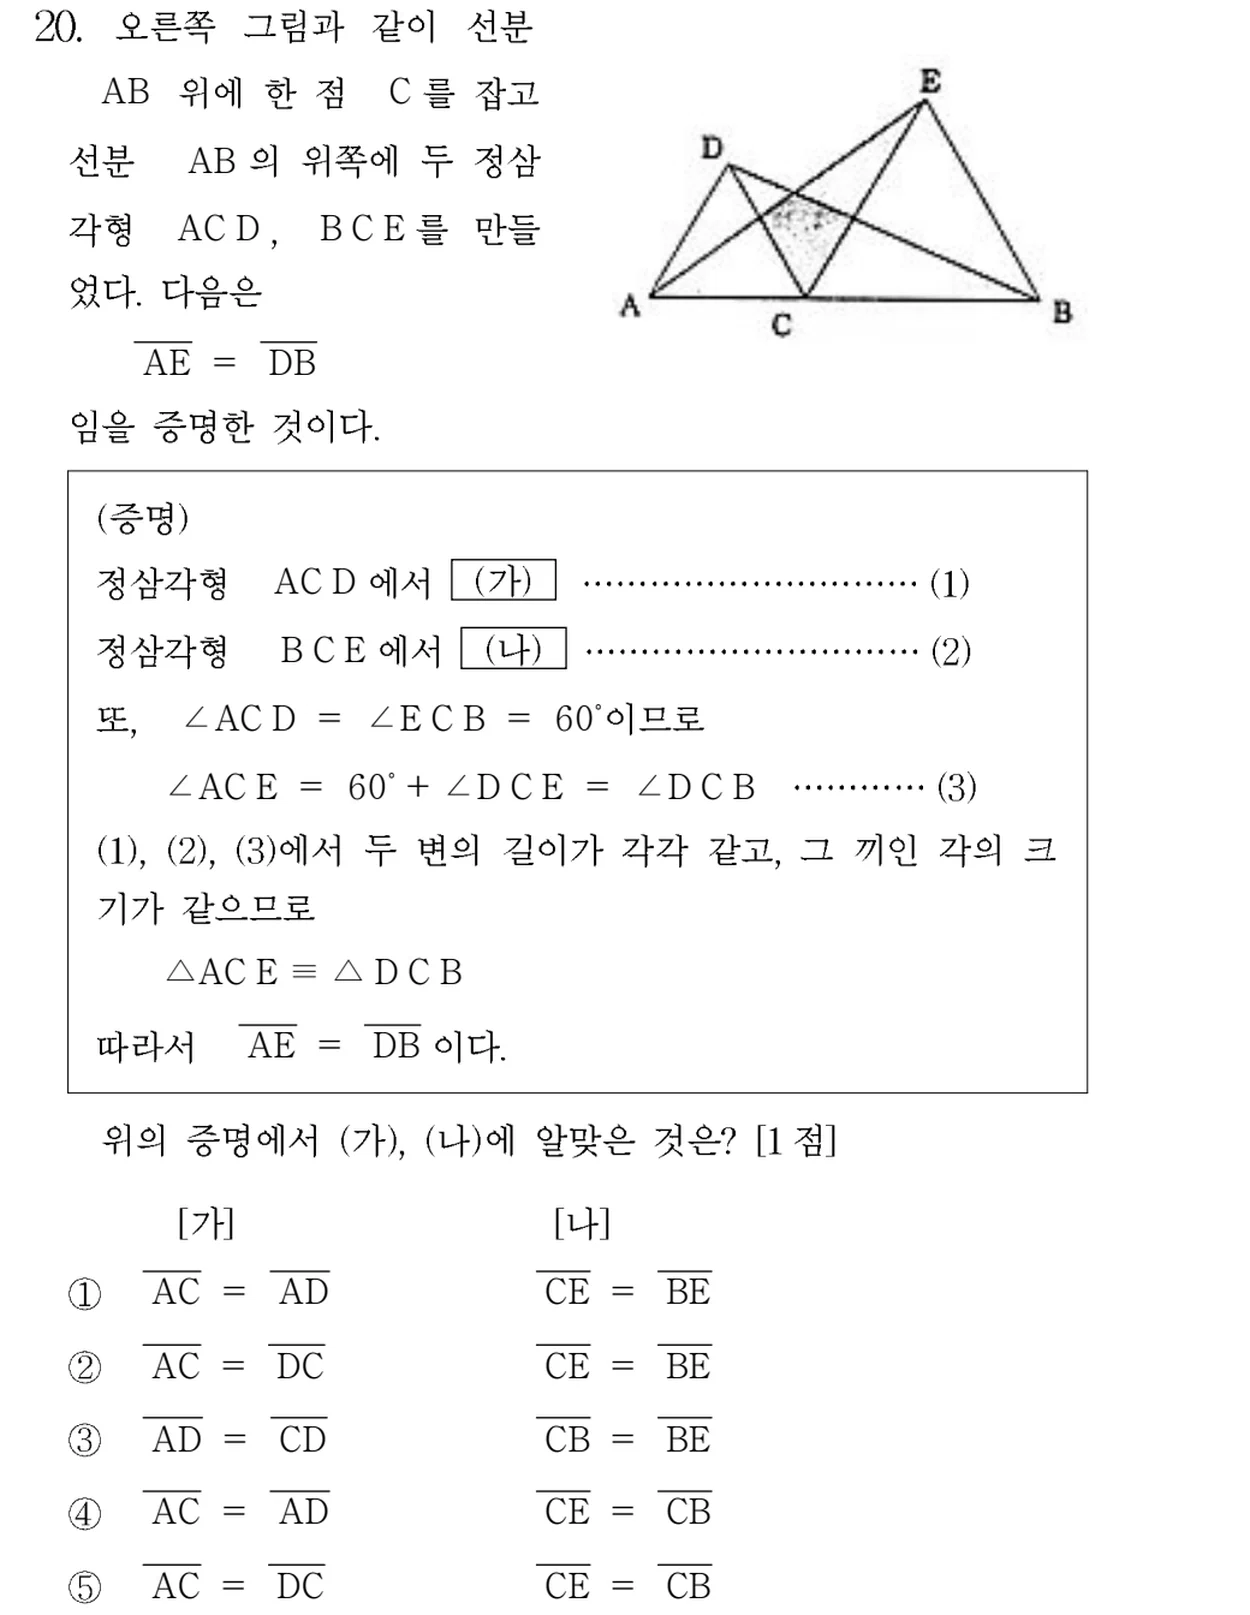 20. 오른쪽 그림과 같이 선분
AB 위에 한 점 C를 잡고
선분 AB의 위쪽에 두 정삼
각형 ACD, BCE를 만들
었다. 다음은
AE = DB
임을 증명한 것이다.
E
D
A
C
B
(증명)
정삼각형 ACD에서 (가) ······························ (1)
정삼각형 BCE에서 (나) ······························ (2)
또, ∠ACD = ∠ECB = 60°이므로
∠ACE = 60°+ ∠DCE = ∠DCB ············ (3)
(1), (2), (3)에서 두 변의 길이가 각각 같고, 그 끼인 각의 크
기가 같으므로
△ACE ≡ △DCB
따라서 AE = DB이다.
위의 증명에서 (가), (나)에 알맞은 것은? [1점]
[가] [나]
① AC = AD CE = BE
② AC = DC CE = BE
③ AD = CD CB = BE
④ AC = AD CE = CB
⑤ AC = DC CE = CB